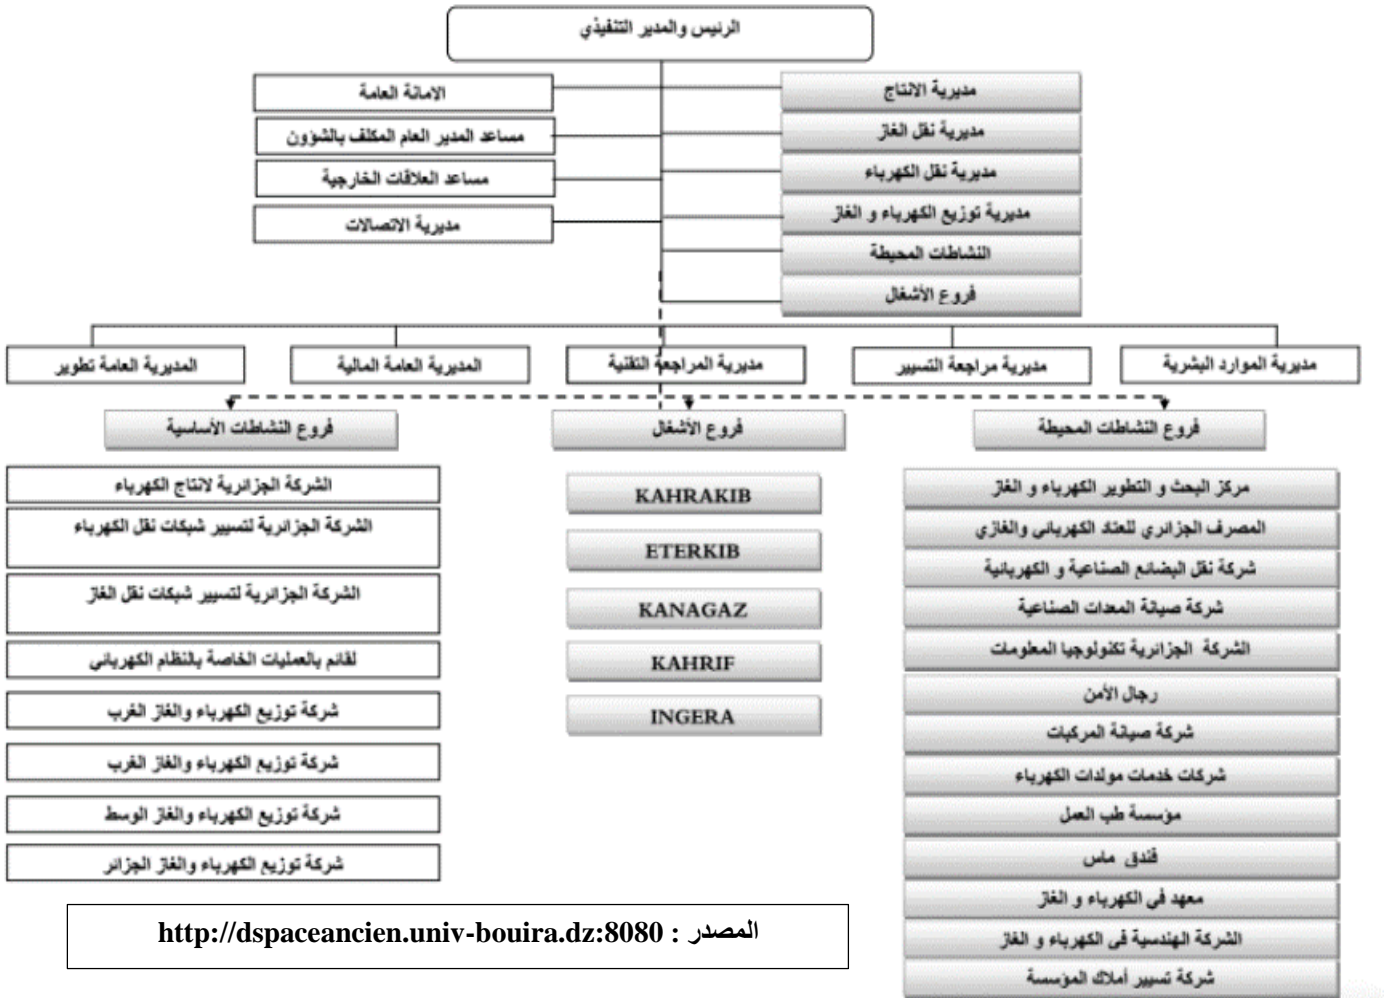 الرئيس والمدير التنفيذي
مديرية الانتاج
مديرية نقل الغاز
مديرية نقل الكهرباء
مديرية توزيع الكهرباء و الغاز
النشاطات المحيطة
فروع الأشغال
الامانة العامة
مساعد المدير العام المكلف بالشؤون
مساعد العلاقات الخارجية
مديرية الاتصالات
مديرية الموارد البشرية
مديرية مراجعة التسيير
مديرية المراجعة التقنية
المديرية العامة المالية
المديرية العامة تطوير
فروع النشاطات المحيطة
مركز البحث و التطوير الكهرباء و الغاز
المصرف الجزائري للعتاد الكهربائي والغازي
شركة نقل البضائع الصناعية و الكهربائية
شركة صيانة المعدات الصناعية
الشركة الجزائرية تكنولوجيا المعلومات
رجال الأمن
شركة صيانة المركبات
شركات خدمات مولدات الكهرباء
مؤسسة طب العمل
فندق ماس
معهد في الكهرباء و الغاز
الشركة الهندسية في الكهرباء و الغاز
شركة تسيير أملاك المؤسسة
فروع الأشغال
KAHRAKIB
ETERKIB
KANAGAZ
KAHRIF
INGERA
فروع النشاطات الأساسية
الشركة الجزائرية لانتاج الكهرباء
الشركة الجزائرية لتسيير شبكات نقل الكهرباء
الشركة الجزائرية لتسيير شبكات نقل الغاز
لقائم بالعمليات الخاصة بالنظام الكهربائي
شركة توزيع الكهرباء والغاز الغرب
شركة توزيع الكهرباء والغاز الغرب
شركة توزيع الكهرباء والغاز الوسط
شركة توزيع الكهرباء والغاز الجزائر
المصدر : http://dspaceancien.univ-bouira.dz:8080